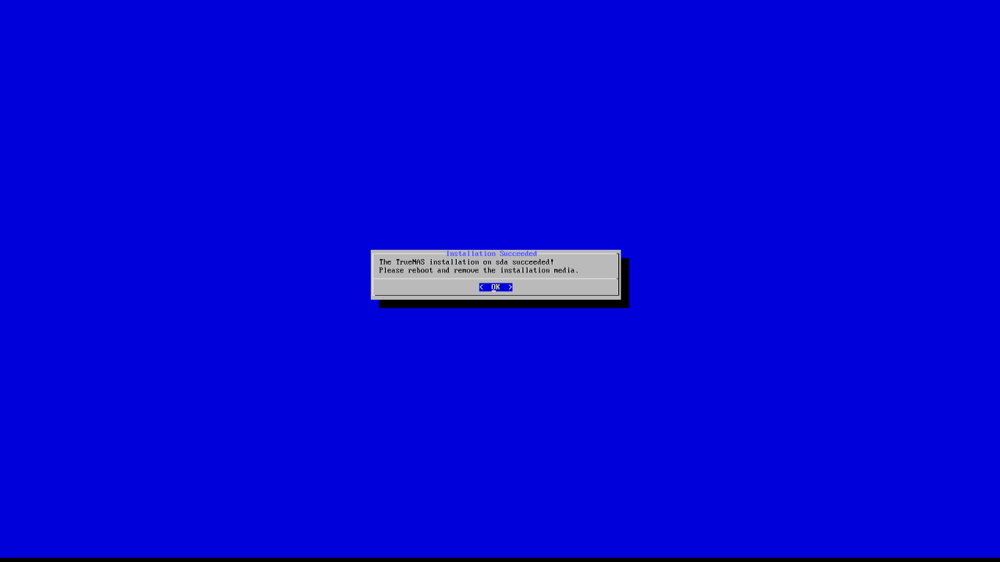 Installation Succeeded
The TrueNAS installation on sda succeeded!
Please reboot and remove the installation media.
<  OK  >